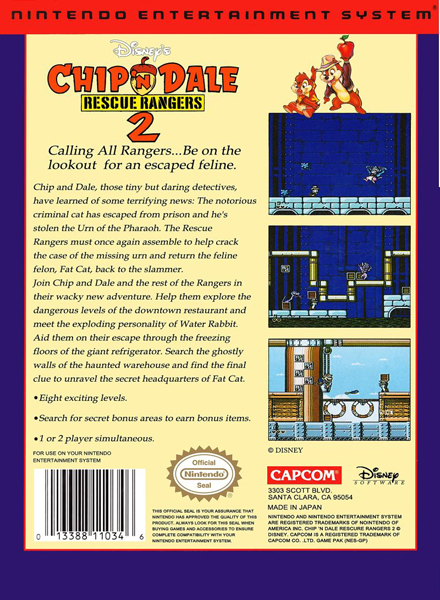 NINTENDO ENTERTAINMENT SYSTEM®
Disney's
CHIP 'N DALE
RESCUE RANGERS
2
Calling All Rangers...Be on the
lookout for an escaped feline.
Chip and Dale, those tiny but daring detectives,
have learned of some terrifying news: The notorious
criminal cat has escaped from prison and he's
stolen the Urn of the Pharaoh. The Rescue
Rangers must once again assemble to help crack
the case of the missing urn and return the feline
felon, Fat Cat, back to the slammer.
Join Chip and Dale and the rest of the Rangers in
their wacky new adventure. Help them explore the
dangerous levels of the downtown restaurant and
meet the exploding personality of Water Rabbit.
Aid them on their escape through the freezing
floors of the giant refrigerator. Search the ghostly
walls of the haunted warehouse and find the final
clue to unravel the secret headquarters of Fat Cat.
•Eight exciting levels.
•Search for secret bonus areas to earn bonus items.
•1 or 2 player simultaneous.
FOR USE ON YOUR NINTENDO
ENTERTAINMENT SYSTEM
0 13388 11034 6
Official
Nintendo
Seal
THIS OFFICIAL SEAL IS YOUR ASSURANCE THAT
NINTENDO HAS APPROVED THE QUALITY OF THIS
PRODUCT. ALWAYS LOOK FOR THIS SEAL WHEN
BUYING GAMES AND ACCESSORIES TO ENSURE
COMPLETE COMPATIBILITY WITH YOUR
NINTENDO ENTERTAINMENT SYSTEM.
© DISNEY
CAPCOM®
Disney
SOFTWARE
3303 SCOTT BLVD.
SANTA CLARA, CA 95054
MADE IN JAPAN
NINTENDO AND NINTENDO ENTERTAINMENT SYSTEM
ARE REGISTERED TRADEMARKS OF NOINTENDO OF
AMERICA INC. CHIP 'N DALE RESCUE RANGERS 2 ©
DISNEY. CAPCOM IS A REGISTERED TRADEMARK OF
CAPCOM CO..LTD. GAME PAK (NES-GP)